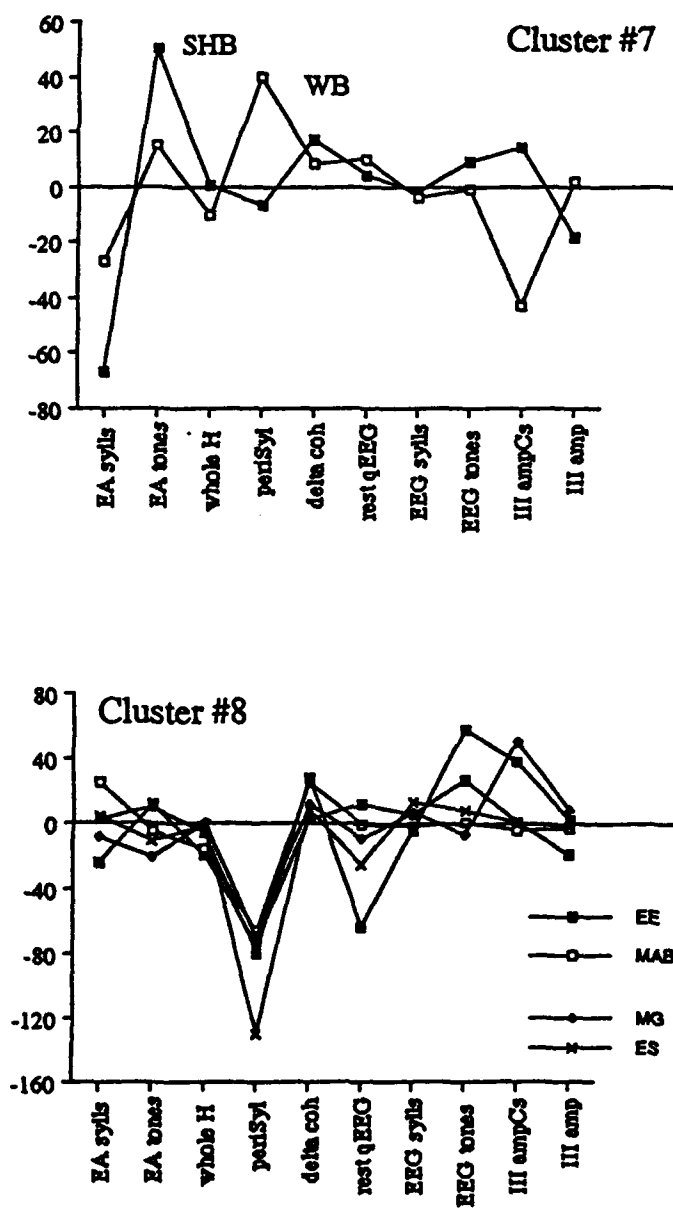 Cluster #7
SHB
WB
60
40
20
0
-20
-40
-60
-80
EA sylls
EA tones
whole H
periSyl
delta coh
rest qEEG
EEG sylls
EEG tones
III ampCs
III amp
Cluster #8
80
40
0
-40
-80
-120
-160
EE
MAB
MG
ES
EA sylls
EA tones
whole H
periSyl
delta coh
rest qEEG
EEG sylls
EEG tones
III ampCs
III amp